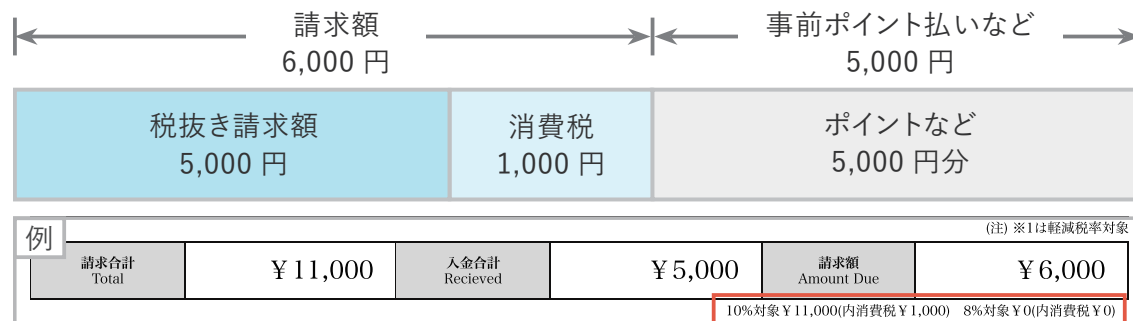 請求額
6,000 円
事前ポイント払いなど
5,000 円
税抜き請求額
5,000 円
消費税
1,000 円
ポイントなど
5,000 円分
例
(注) ※1は軽減税率対象
請求合計
Total
¥11,000
入金合計
Recieved
¥5,000
請求額
Amount Due
¥6,000
10%対象¥11,000(内消費税¥1,000) 8%対象¥0(内消費税¥0)